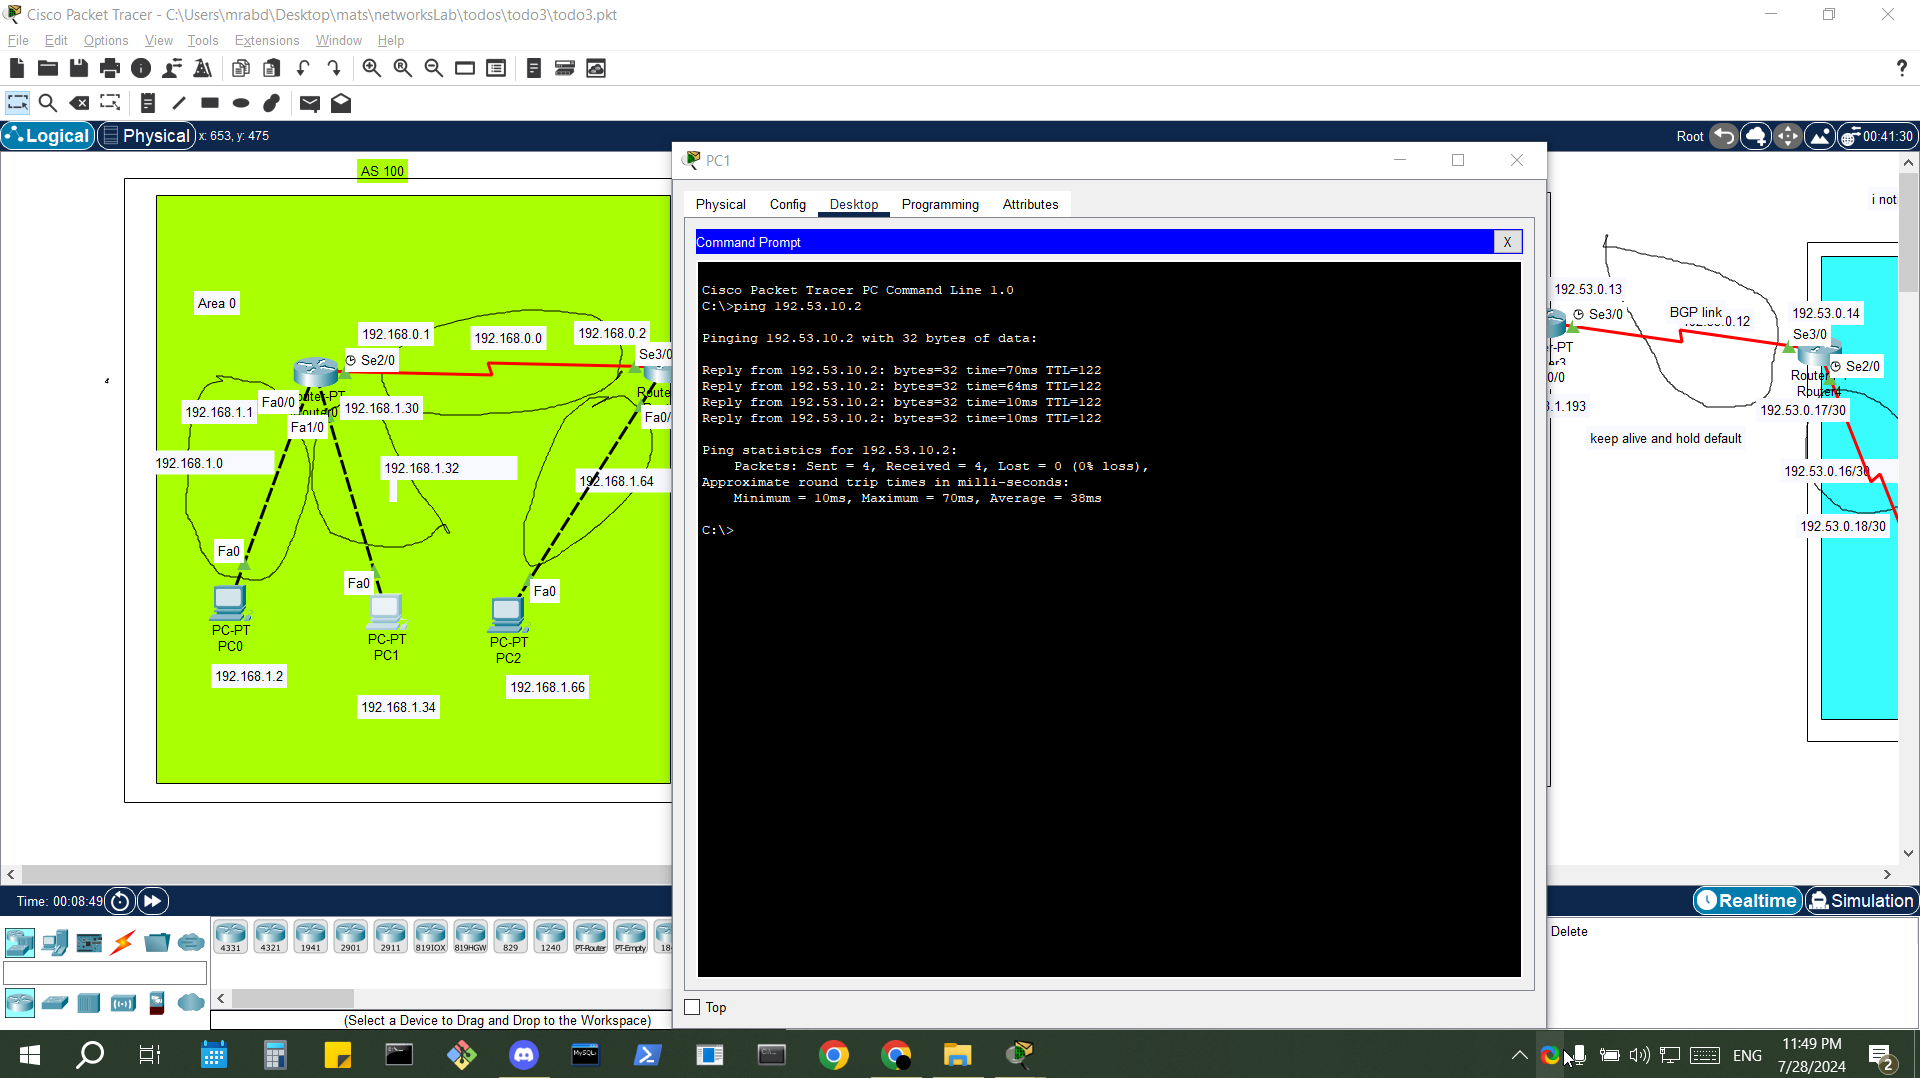 Cisco Packet Tracer - C:\Users\mrabd\Desktop\mats\networksLab\todos\todo3\todo3.pkt
File Edit Options View Tools Extensions Window Help
?
Logical Physical x: 653, y: 475
Root 00:41:30
AS 100
Area 0
192.168.0.1
192.168.0.0
192.168.0.2
Se2/0
Se3/0
Fa0/0
192.168.1.1
192.168.1.30
Fa1/0
192.168.1.0
192.168.1.32
192.168.1.64
Fa0
Fa0
Fa0
PC-PT
PC0
PC-PT
PC1
PC-PT
PC2
192.168.1.2
192.168.1.34
192.168.1.66
PC1
Physical Config Desktop Programming Attributes
Command Prompt X
Cisco Packet Tracer PC Command Line 1.0
C:\>ping 192.53.10.2
Pinging 192.53.10.2 with 32 bytes of data:
Reply from 192.53.10.2: bytes=32 time=70ms TTL=122
Reply from 192.53.10.2: bytes=32 time=64ms TTL=122
Reply from 192.53.10.2: bytes=32 time=10ms TTL=122
Reply from 192.53.10.2: bytes=32 time=10ms TTL=122
Ping statistics for 192.53.10.2:
Packets: Sent = 4, Received = 4, Lost = 0 (0% loss),
Approximate round trip times in milli-seconds:
Minimum = 10ms, Maximum = 70ms, Average = 38ms
C:\>
Top
i not
192.53.0.13
Se3/0
BGP link
192.53.0.14
Se3/0
Se2/0
192.53.0.17/30
keep alive and hold default
192.53.0.16/30
192.53.0.18/30
Time: 00:08:49
Realtime Simulation
4331 4321 1941 2901 2911 819IOX 819HGW 829 1240 PT-Router PT-Empty
Delete
(Select a Device to Drag and Drop to the Workspace)
MySQL
ENG
11:49 PM
7/28/2024
2